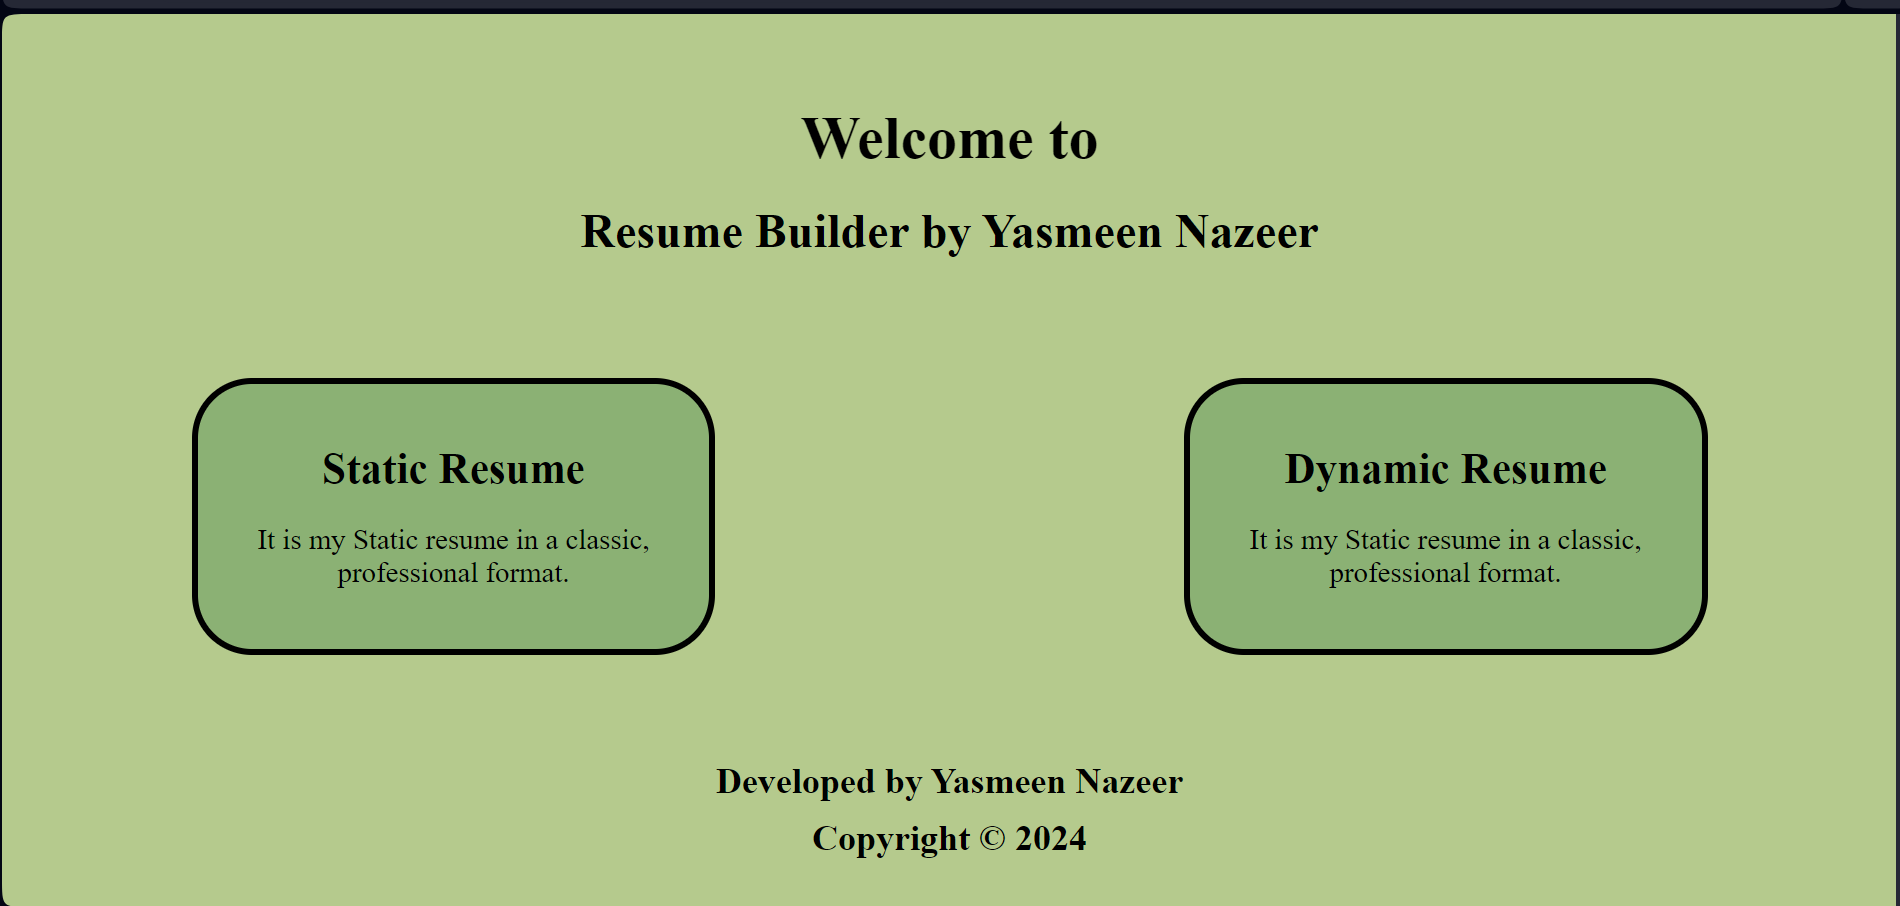 Welcome to
Resume Builder by Yasmeen Nazeer
Static Resume
It is my Static resume in a classic,
professional format.
Dynamic Resume
It is my Static resume in a classic,
professional format.
Developed by Yasmeen Nazeer
Copyright © 2024